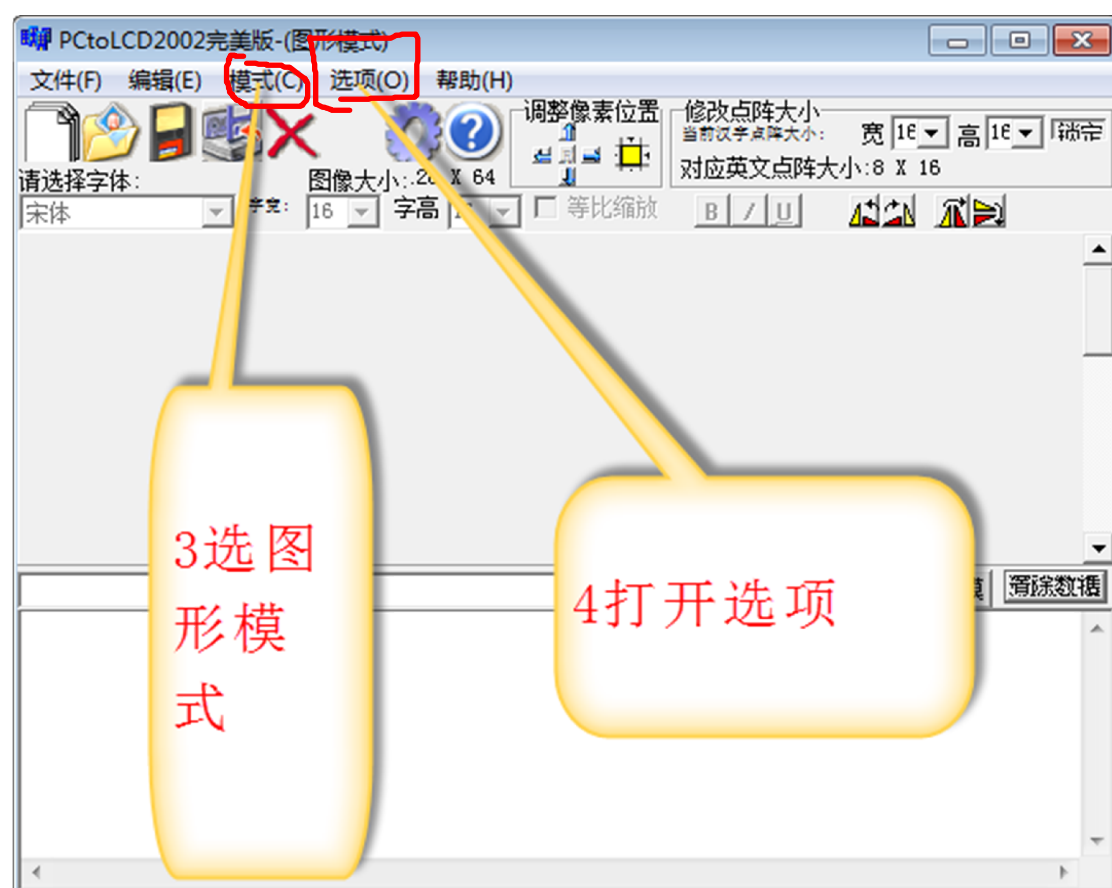 PCtoLCD2002完美版-(图形模式)
文件(F) 编辑(E) 模式(C) 选项(O) 帮助(H)
调整像素位置
修改点阵大小
当前汉字点阵大小: 宽 16 高 16 锁定
对应英文点阵大小:8 X 16
请选择字体: 图像大小: X 64
宋体 字宽: 16 字高 等比缩放 B I U
清除数据
3选图
形模
式
4打开选项